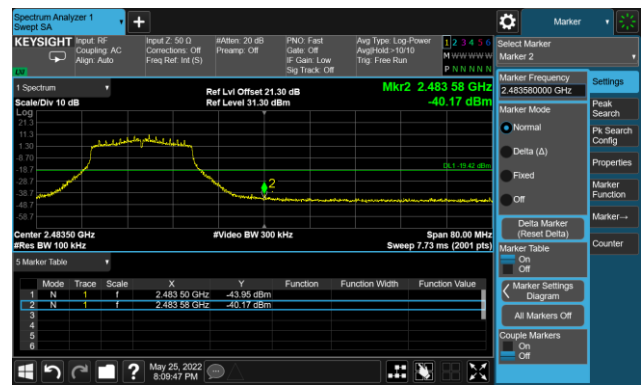 Spectrum Analyzer 1
Swept SA
Marker
KEYSIGHT
Input: RF
Coupling: AC
Align: Auto
Input Z: 50 Ω
Corrections: Off
Freq Ref: Int (S)
#Atten: 20 dB
Preamp: Off
PNO: Fast
Gate: Off
IF Gain: Low
Sig Track: Off
Avg Type: Log-Power
Avg|Hold:>10/10
Trig: Free Run
1 2 3 4 5 6
M W W W W W
P N N N N N
LW
Select Marker
Marker 2
1 Spectrum
Scale/Div 10 dB
Log
Ref Lvl Offset 21.30 dB
Ref Level 31.30 dBm
Mkr2 2.483 58 GHz
-40.17 dBm
21.3
11.3
1.30
-8.70
-18.7
-28.7
-38.7
-48.7
-58.7
DL1 -19.42 dBm
2
Center 2.48350 GHz
#Res BW 100 kHz
#Video BW 300 kHz
Span 80.00 MHz
Sweep 7.73 ms (2001 pts)
5 Marker Table
Mode Trace Scale X Y Function Function Width Function Value
1 N 1 f 2.483 50 GHz -43.95 dBm
2 N 1 f 2.483 58 GHz -40.17 dBm
3
4
5
6
Marker Frequency
2.483580000 GHz
Marker Mode
Normal
Delta (Δ)
Fixed
Off
Delta Marker
(Reset Delta)
Marker Table
On
Off
Marker Settings
Diagram
All Markers Off
Couple Markers
On
Off
Settings
Peak
Search
Pk Search
Config
Properties
Marker
Function
Marker→
Counter
?
May 25, 2022
8:09:47 PM